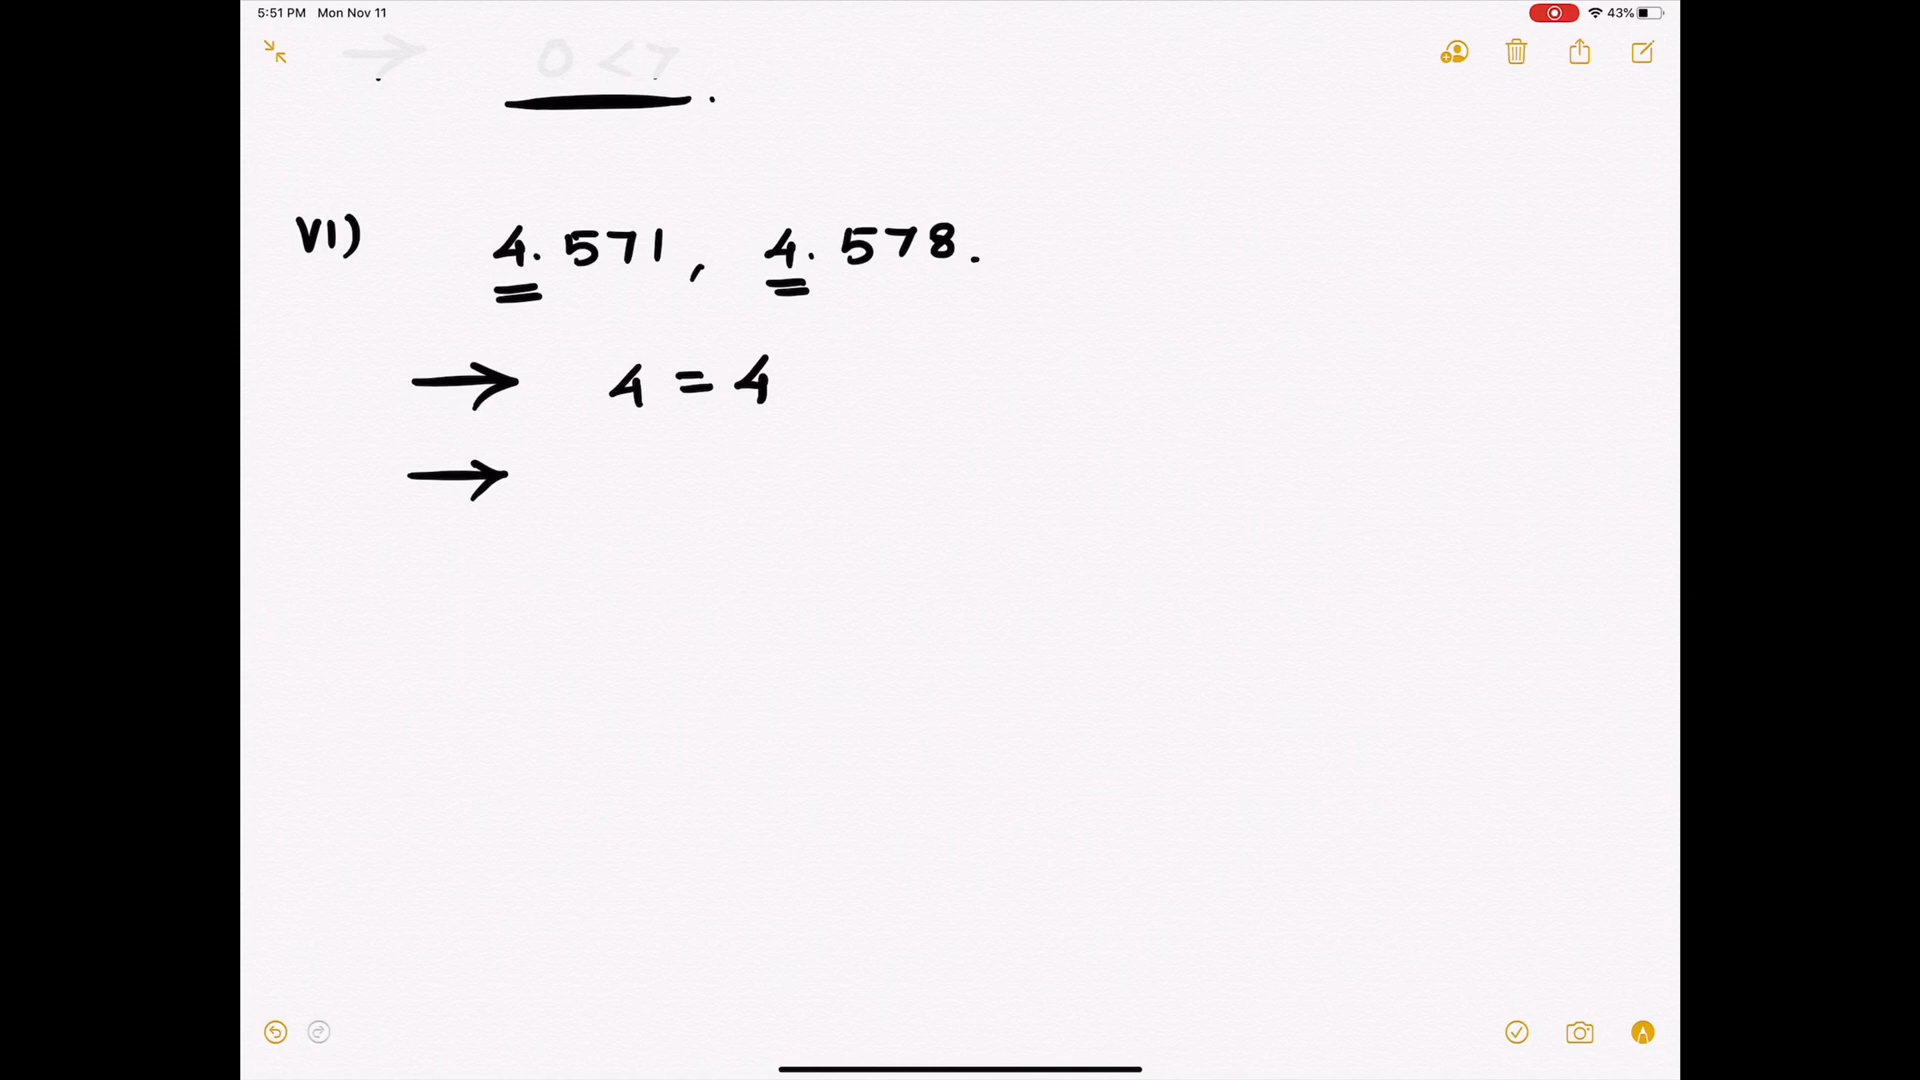 5:51 PM Mon Nov 11
43%
→ 0 < 7
VI) 4.571, 4.578.
→ 4 = 4
→